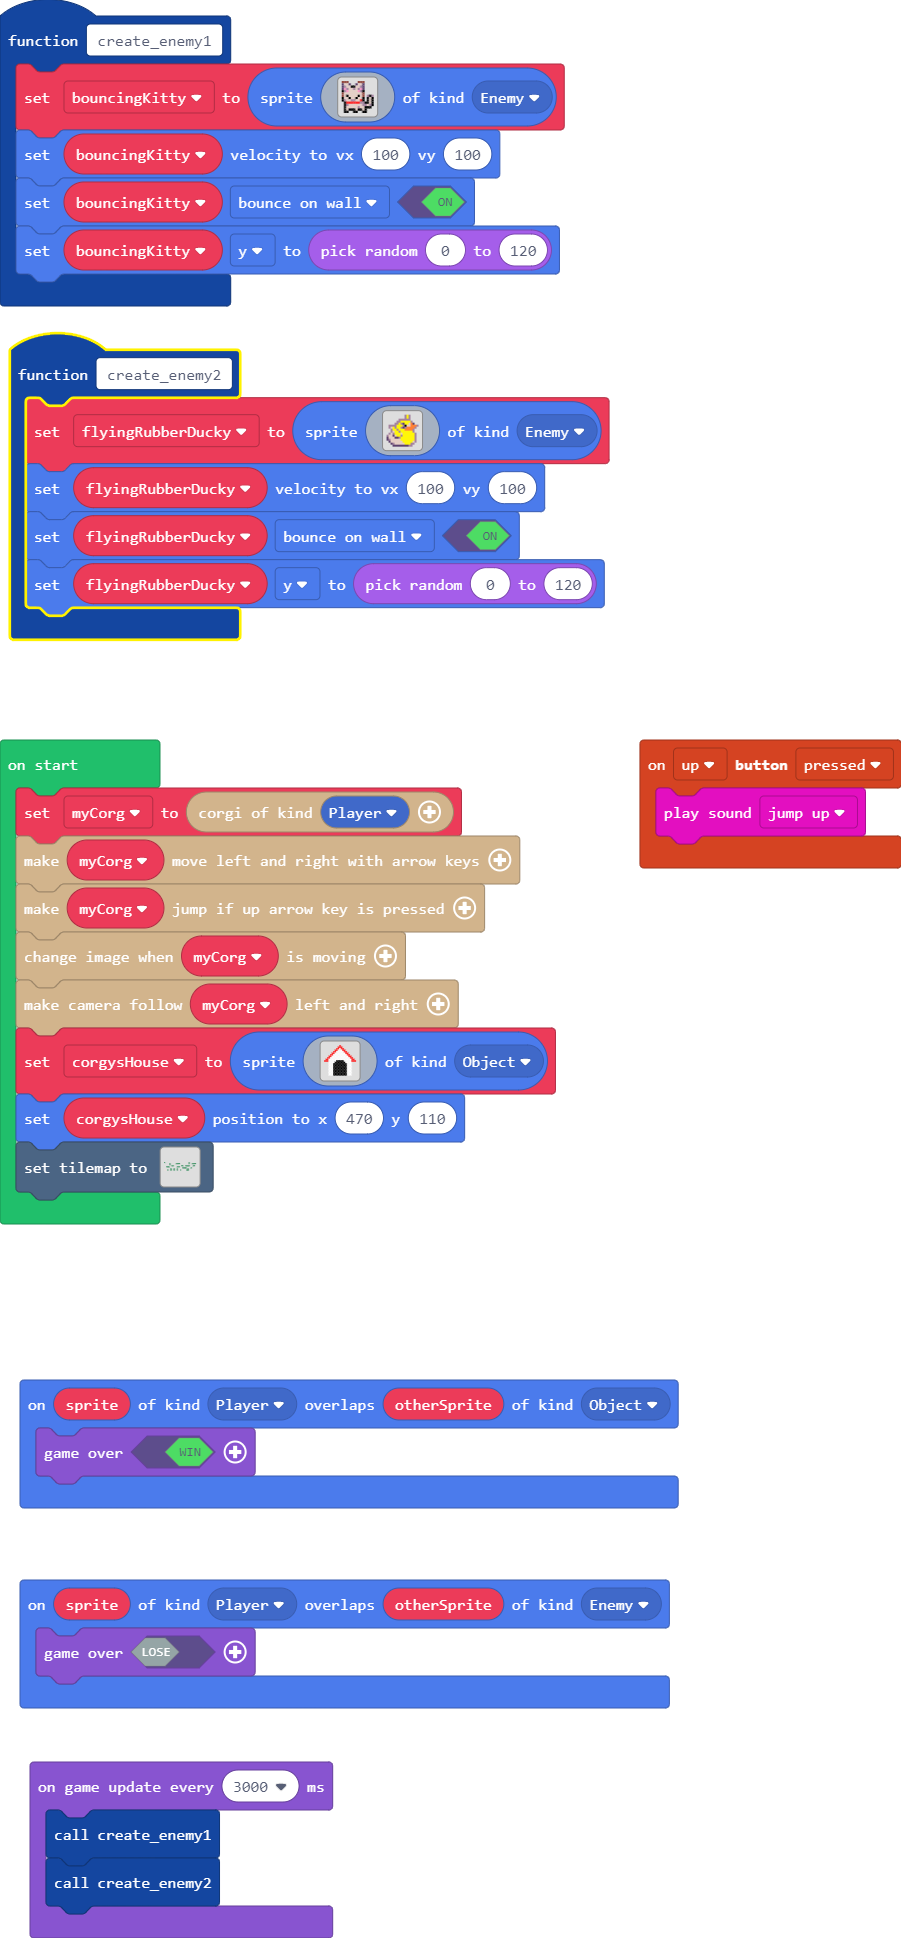 function create_enemy1
set bouncingKitty to sprite of kind Enemy
set bouncingKitty velocity to vx 100 vy 100
set bouncingKitty bounce on wall ON
set bouncingKitty y to pick random 0 to 120
function create_enemy2
set flyingRubberDucky to sprite of kind Enemy
set flyingRubberDucky velocity to vx 100 vy 100
set flyingRubberDucky bounce on wall ON
set flyingRubberDucky y to pick random 0 to 120
on start
set myCorg to corgi of kind Player
make myCorg move left and right with arrow keys
make myCorg jump if up arrow key is pressed
change image when myCorg is moving
make camera follow myCorg left and right
set corgysHouse to sprite of kind Object
set corgysHouse position to x 470 y 110
set tilemap to
on up button pressed
play sound jump up
on sprite of kind Player overlaps otherSprite of kind Object
game over WIN
on sprite of kind Player overlaps otherSprite of kind Enemy
game over LOSE
on game update every 3000 ms
call create_enemy1
call create_enemy2